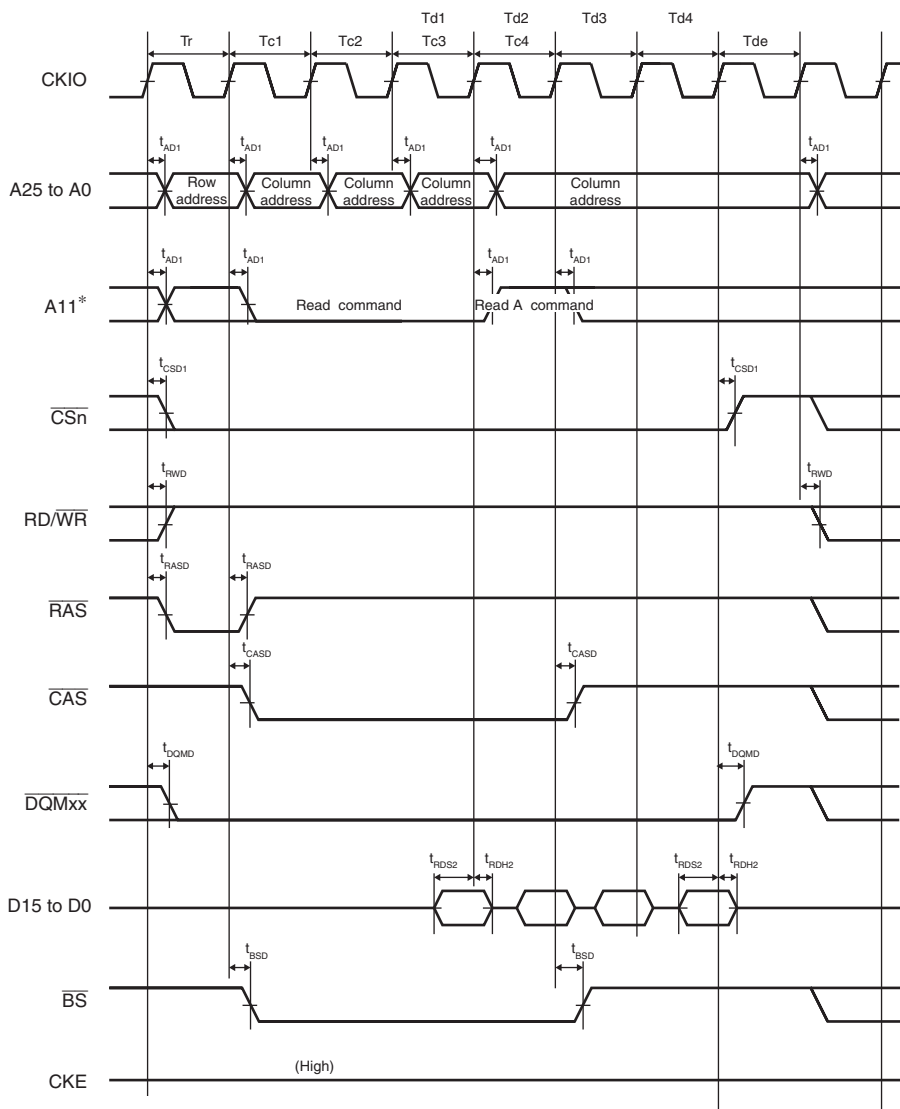 Td1 Td2 Td3 Td4
Tr Tc1 Tc2 Tc3 Tc4 Tde
CKIO
tAD1 tAD1 tAD1 tAD1 tAD1 tAD1
A25 to A0
Row address
Column address
Column address
Column address
Column address
tAD1 tAD1 tAD1 tAD1
A11*
Read command
Read A command
tCSD1 tCSD1
CSn
tRWD tRWD
RD/WR
tRASD tRASD
RAS
tCASD tCASD
CAS
tDQMD tDQMD
DQMxx
tRDS2 tRDH2 tRDS2 tRDH2
D15 to D0
tBSD tBSD
BS
(High)
CKE